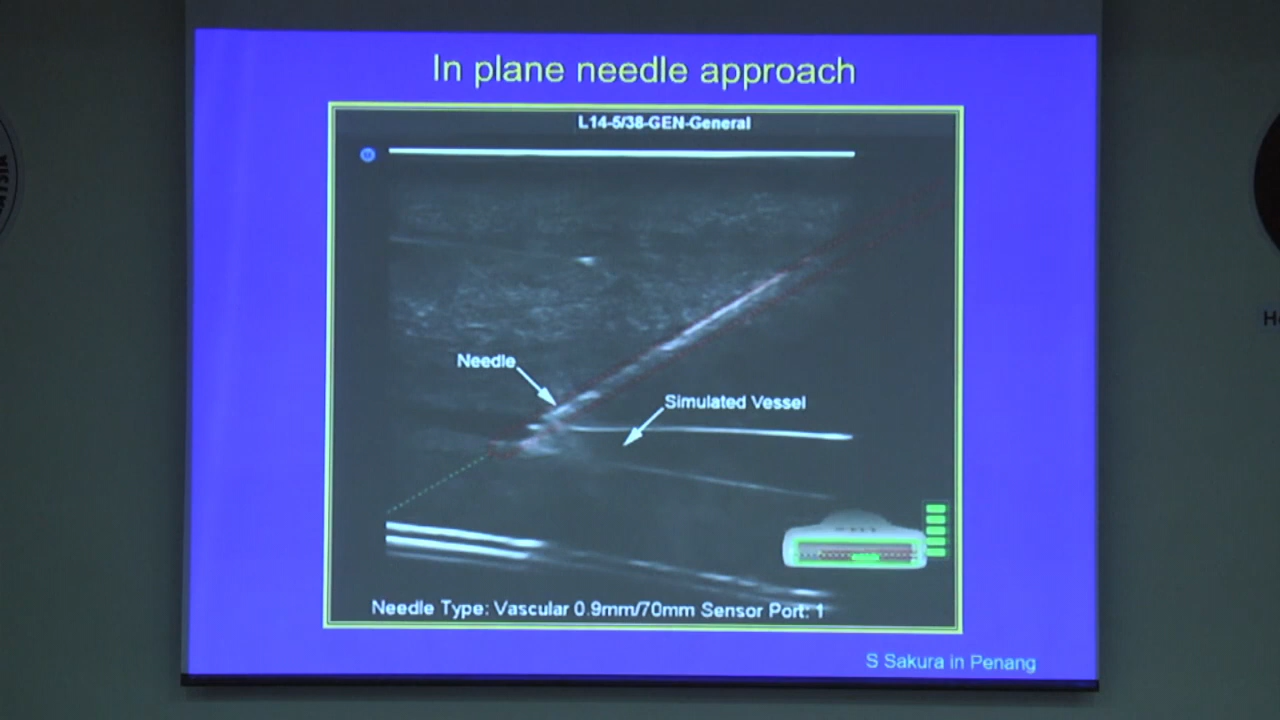 In plane needle approach
L14-5/38-GEN-General
Needle
Simulated Vessel
Needle Type: Vascular 0.9mm/70mm Sensor Port: 1
S Sakura in Penang